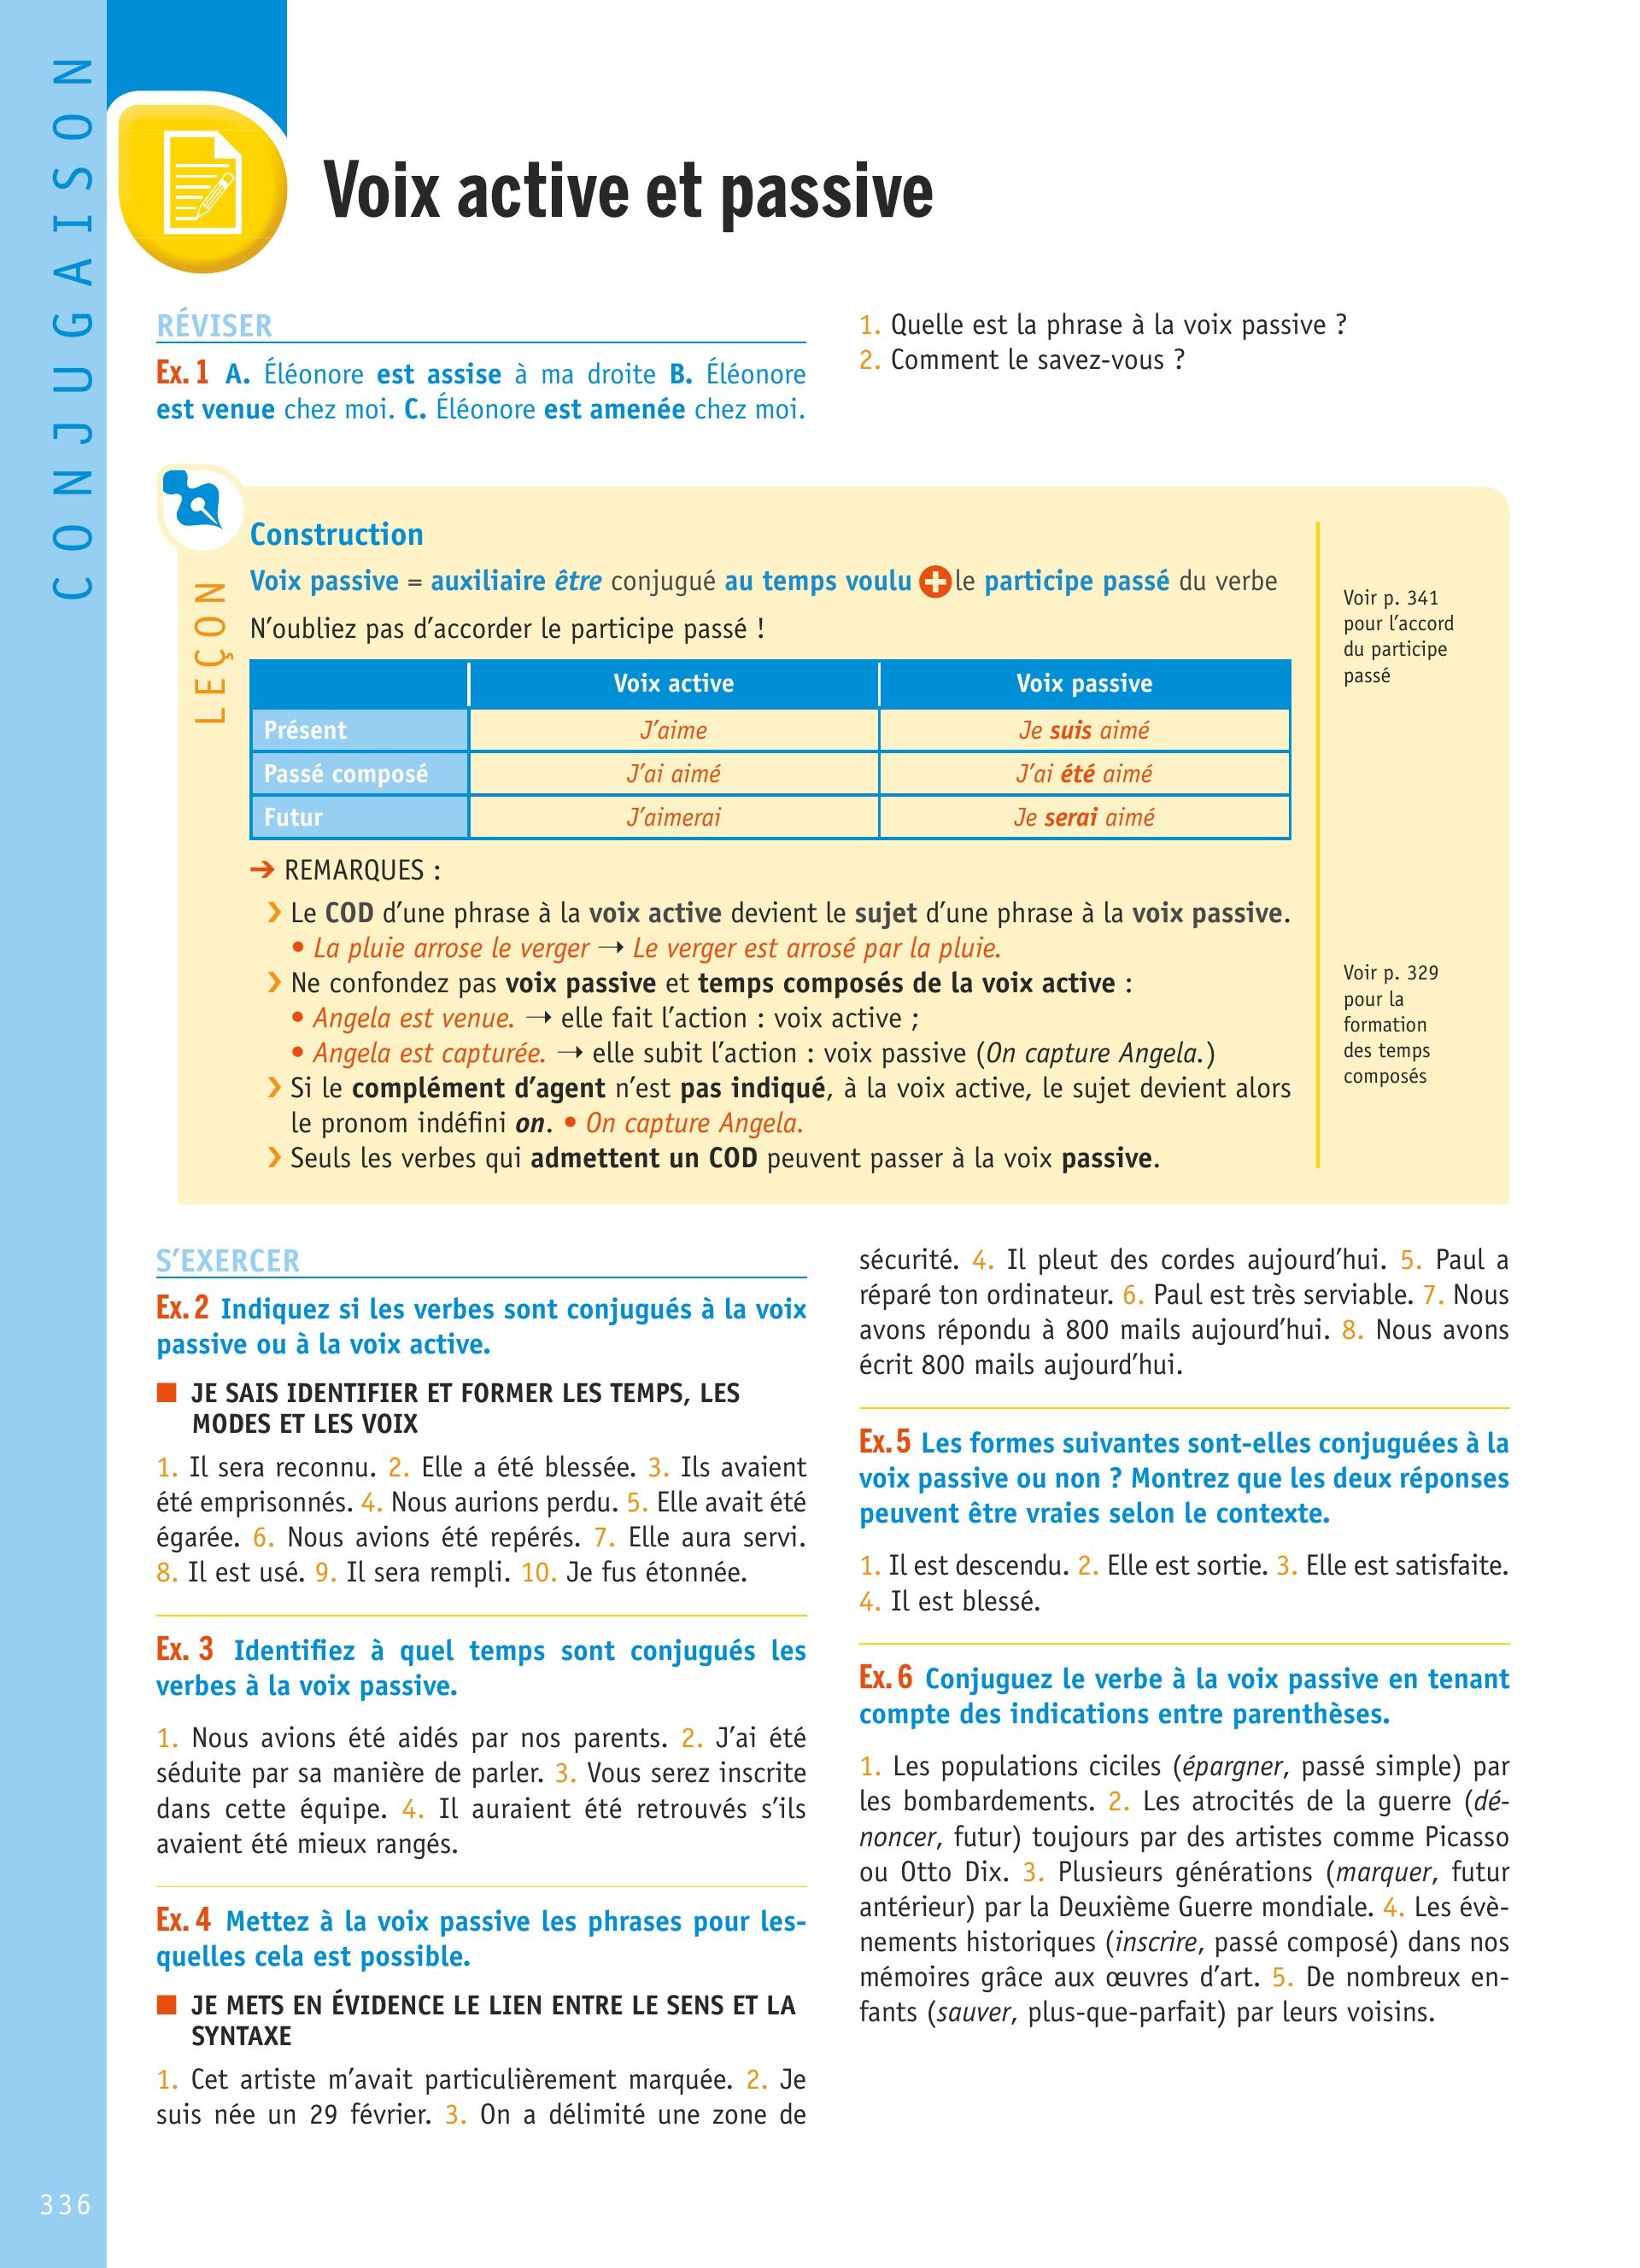 CONJUGAISON
Voix active et passive
RÉVISER
Ex. 1 A. Éléonore est assise à ma droite B. Éléonore
est venue chez moi. C. Éléonore est amenée chez moi.
1. Quelle est la phrase à la voix passive ?
2. Comment le savez-vous ?
LEÇON
Construction
Voix passive = auxiliaire être conjugué au temps voulu + le participe passé du verbe
N’oubliez pas d’accorder le participe passé !
Voix active Voix passive
Présent J’aime Je suis aimé
Passé composé J’ai aimé J’ai été aimé
Futur J’aimerai Je serai aimé
➔ REMARQUES :
› Le COD d’une phrase à la voix active devient le sujet d’une phrase à la voix passive.
• La pluie arrose le verger → Le verger est arrosé par la pluie.
› Ne confondez pas voix passive et temps composés de la voix active :
• Angela est venue. → elle fait l’action : voix active ;
• Angela est capturée. → elle subit l’action : voix passive (On capture Angela.)
› Si le complément d’agent n’est pas indiqué, à la voix active, le sujet devient alors
le pronom indéfini on. • On capture Angela.
› Seuls les verbes qui admettent un COD peuvent passer à la voix passive.
Voir p. 341
pour l’accord
du participe
passé
Voir p. 329
pour la
formation
des temps
composés
S’EXERCER
Ex. 2 Indiquez si les verbes sont conjugués à la voix
passive ou à la voix active.
■ JE SAIS IDENTIFIER ET FORMER LES TEMPS, LES
MODES ET LES VOIX
1. Il sera reconnu. 2. Elle a été blessée. 3. Ils avaient
été emprisonnés. 4. Nous aurions perdu. 5. Elle avait été
égarée. 6. Nous avions été repérés. 7. Elle aura servi.
8. Il est usé. 9. Il sera rempli. 10. Je fus étonnée.
Ex. 3 Identifiez à quel temps sont conjugués les
verbes à la voix passive.
1. Nous avions été aidés par nos parents. 2. J’ai été
séduite par sa manière de parler. 3. Vous serez inscrite
dans cette équipe. 4. Il auraient été retrouvés s’ils
avaient été mieux rangés.
Ex. 4 Mettez à la voix passive les phrases pour les-
quelles cela est possible.
■ JE METS EN ÉVIDENCE LE LIEN ENTRE LE SENS ET LA
SYNTAXE
1. Cet artiste m’avait particulièrement marquée. 2. Je
suis née un 29 février. 3. On a délimité une zone de
sécurité. 4. Il pleut des cordes aujourd’hui. 5. Paul a
réparé ton ordinateur. 6. Paul est très serviable. 7. Nous
avons répondu à 800 mails aujourd’hui. 8. Nous avons
écrit 800 mails aujourd’hui.
Ex. 5 Les formes suivantes sont-elles conjuguées à la
voix passive ou non ? Montrez que les deux réponses
peuvent être vraies selon le contexte.
1. Il est descendu. 2. Elle est sortie. 3. Elle est satisfaite.
4. Il est blessé.
Ex. 6 Conjuguez le verbe à la voix passive en tenant
compte des indications entre parenthèses.
1. Les populations ciciles (épargner, passé simple) par
les bombardements. 2. Les atrocités de la guerre (dé-
noncer, futur) toujours par des artistes comme Picasso
ou Otto Dix. 3. Plusieurs générations (marquer, futur
antérieur) par la Deuxième Guerre mondiale. 4. Les évè-
nements historiques (inscrire, passé composé) dans nos
mémoires grâce aux œuvres d’art. 5. De nombreux en-
fants (sauver, plus-que-parfait) par leurs voisins.
336